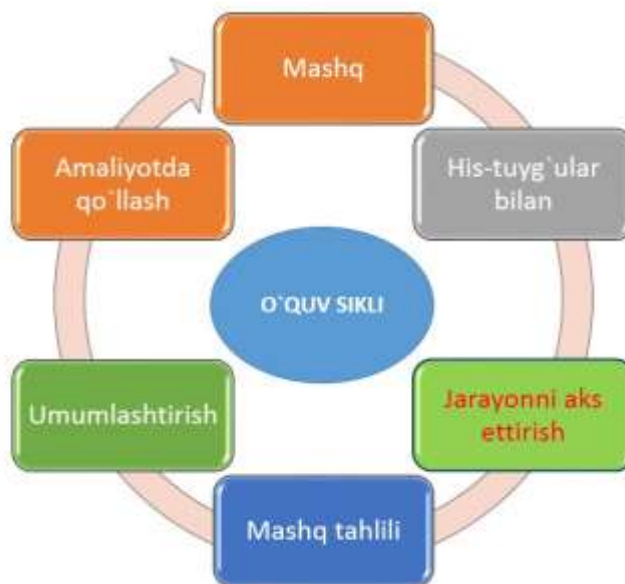 Mashq
His-tuyg`ular
bilan
Jarayonni aks
ettirish
Mashq tahlili
Umumlashtirish
Amaliyotda
qo`llash
O`QUV SIKLI